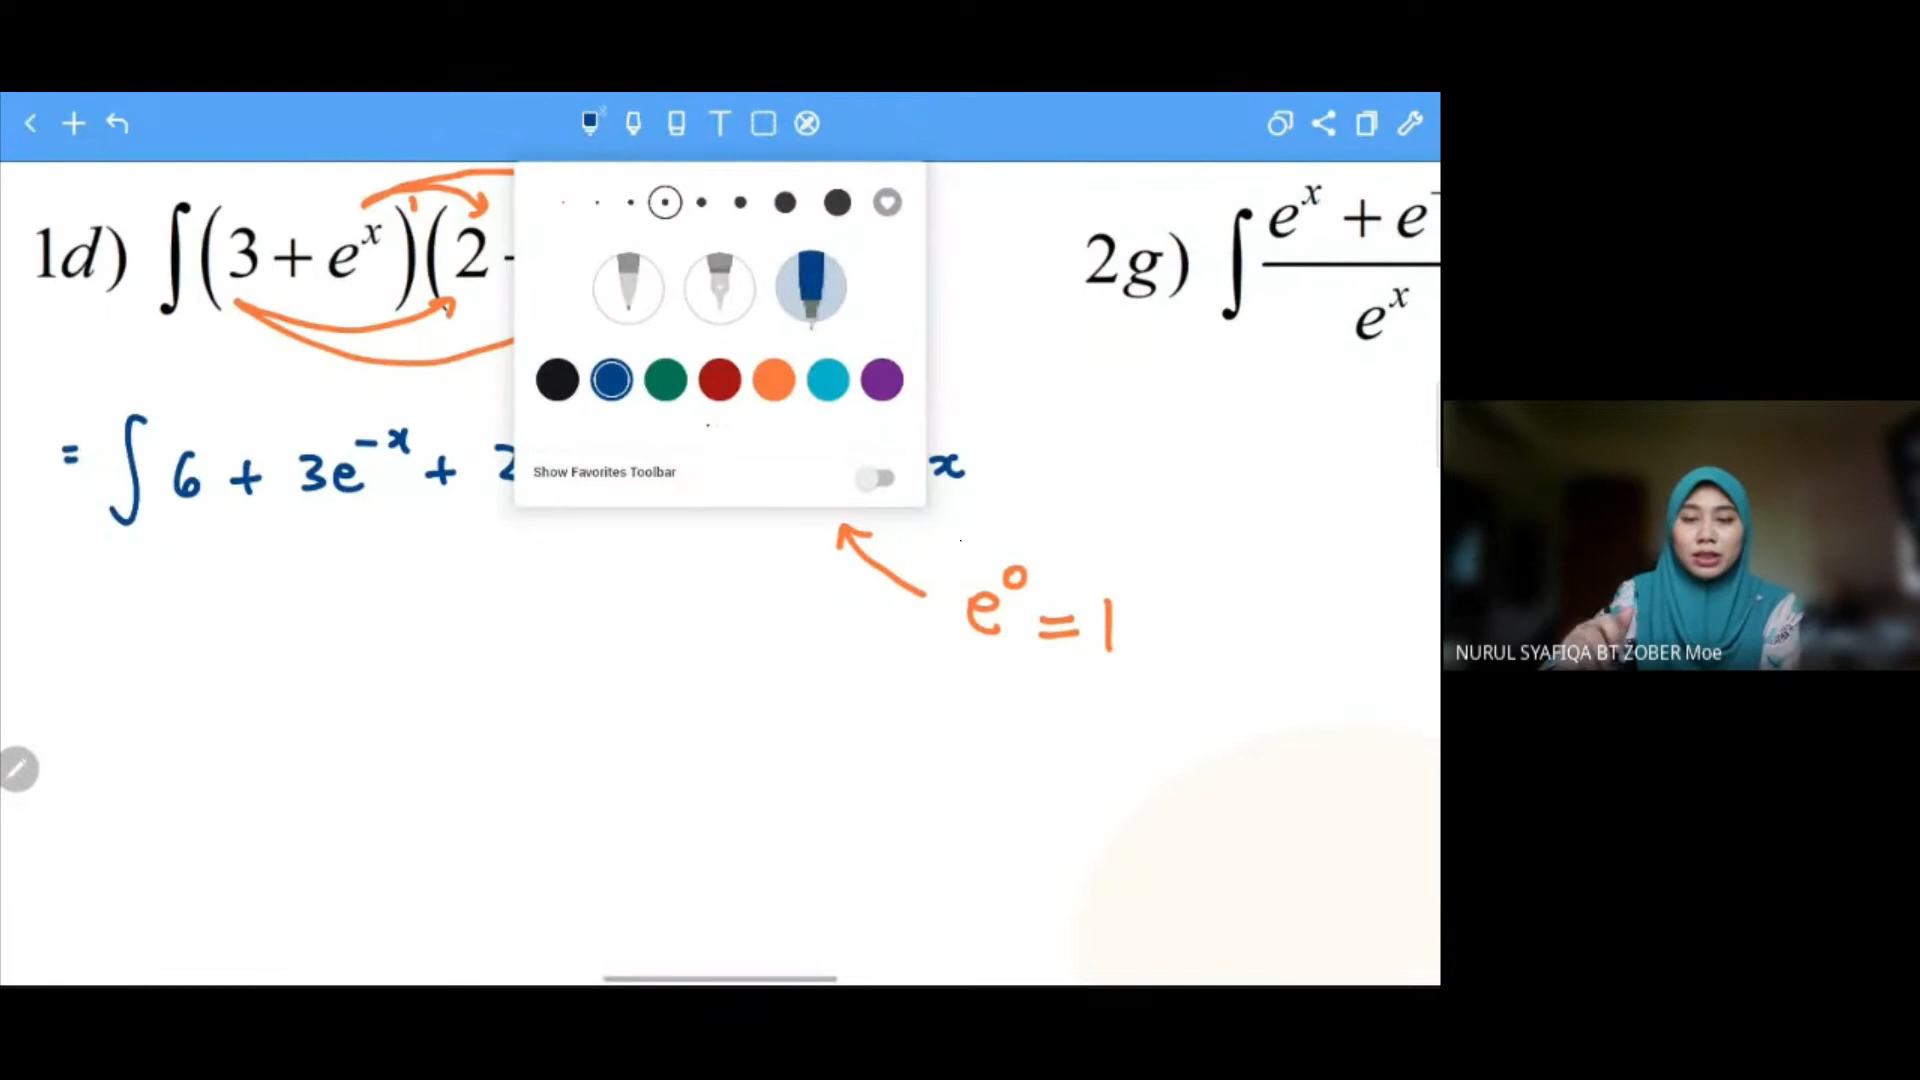 1d) ∫(3 + eˣ)(2 -
2g) ∫ eˣ + e⁻
eˣ
= ∫ 6 + 3e⁻ˣ + 2 x
Show Favorites Toolbar
e⁰ = 1
NURUL SYAFIQA BT ZOBER Moe